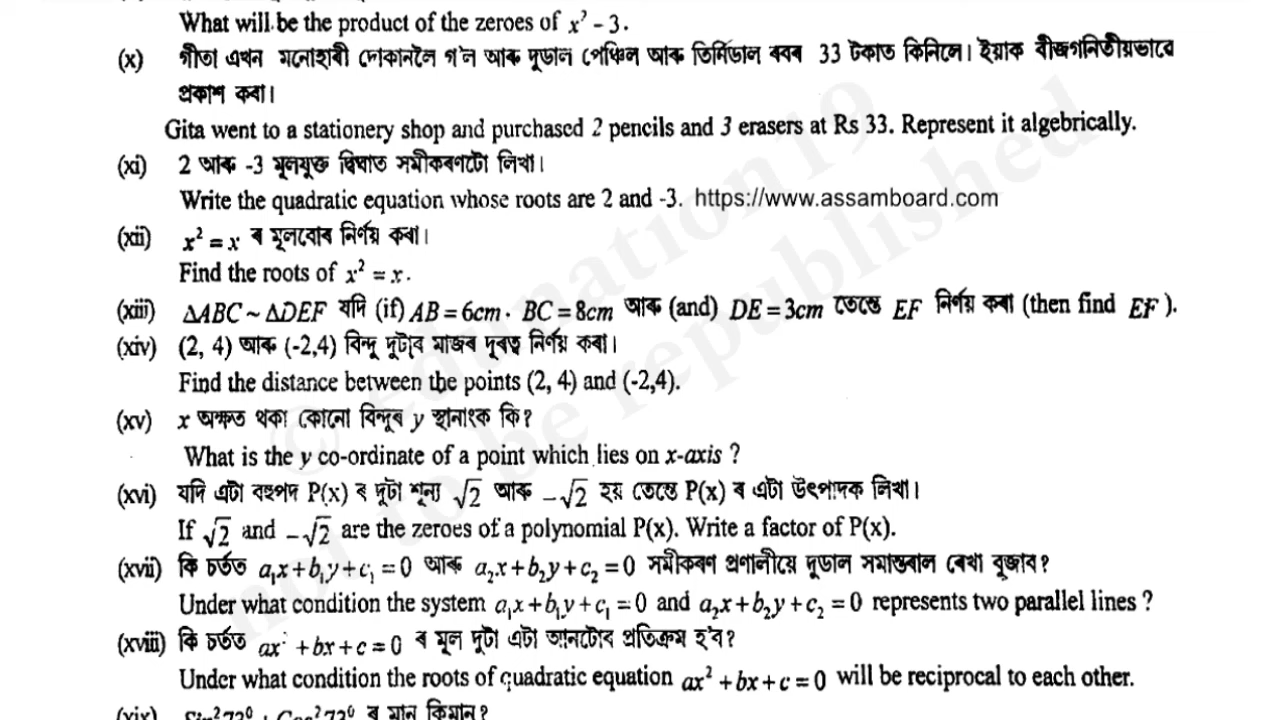 What will be the product of the zeroes of x² – 3.
(x) গীতা এখন মনোহাৰী দোকানলৈ গ'ল আৰু দুডাল পেঞ্চিল আৰু তিনিডাল ৰবৰ 33 টকাত কিনিলে। ইয়াক বীজগনিতীয়ভাৱে
প্ৰকাশ কৰা।
Gita went to a stationery shop and purchased 2 pencils and 3 erasers at Rs 33. Represent it algebrically.
(xi) 2 আৰু -3 মূলযুক্ত দ্বিঘাত সমীকৰণটো লিখা।
Write the quadratic equation whose roots are 2 and -3. https://www.assamboard.com
(xii) x² = x ৰ মূলবোৰ নিৰ্ণয় কৰা।
Find the roots of x² = x.
(xiii) ΔABC ~ ΔDEF যদি (if) AB = 6cm · BC = 8cm আৰু (and) DE = 3cm তেন্তে EF নিৰ্ণয় কৰা (then find EF).
(xiv) (2, 4) আৰু (-2,4) বিন্দু দুটাৰ মাজৰ দূৰত্ব নিৰ্ণয় কৰা।
Find the distance between the points (2, 4) and (-2,4).
(xv) x অক্ষত থকা কোনো বিন্দুৰ y স্থানাংক কি?
What is the y co-ordinate of a point which lies on x-axis ?
(xvi) যদি এটা বহুপদ P(x) ৰ দুটা শূন্য √2 আৰু –√2 হয় তেন্তে P(x) ৰ এটা উৎপাদক লিখা।
If √2 and –√2 are the zeroes of a polynomial P(x). Write a factor of P(x).
(xvii) কি চৰ্তত a₁x + b₁y + c₁ = 0 আৰু a₂x + b₂y + c₂ = 0 সমীকৰণ প্ৰণালীয়ে দুডাল সমান্তৰাল ৰেখা বুজাব?
Under what condition the system a₁x + b₁y + c₁ = 0 and a₂x + b₂y + c₂ = 0 represents two parallel lines ?
(xviii) কি চৰ্তত ax² + bx + c = 0 ৰ মূল দুটা এটা আনটোৰ প্ৰতিক্ৰম হ'ব?
Under what condition the roots of quadratic equation ax² + bx + c = 0 will be reciprocal to each other.
(xix) Sin²72⁰ + Cos²72⁰ ৰ মান কিমান?
© edunation19
not to be republished